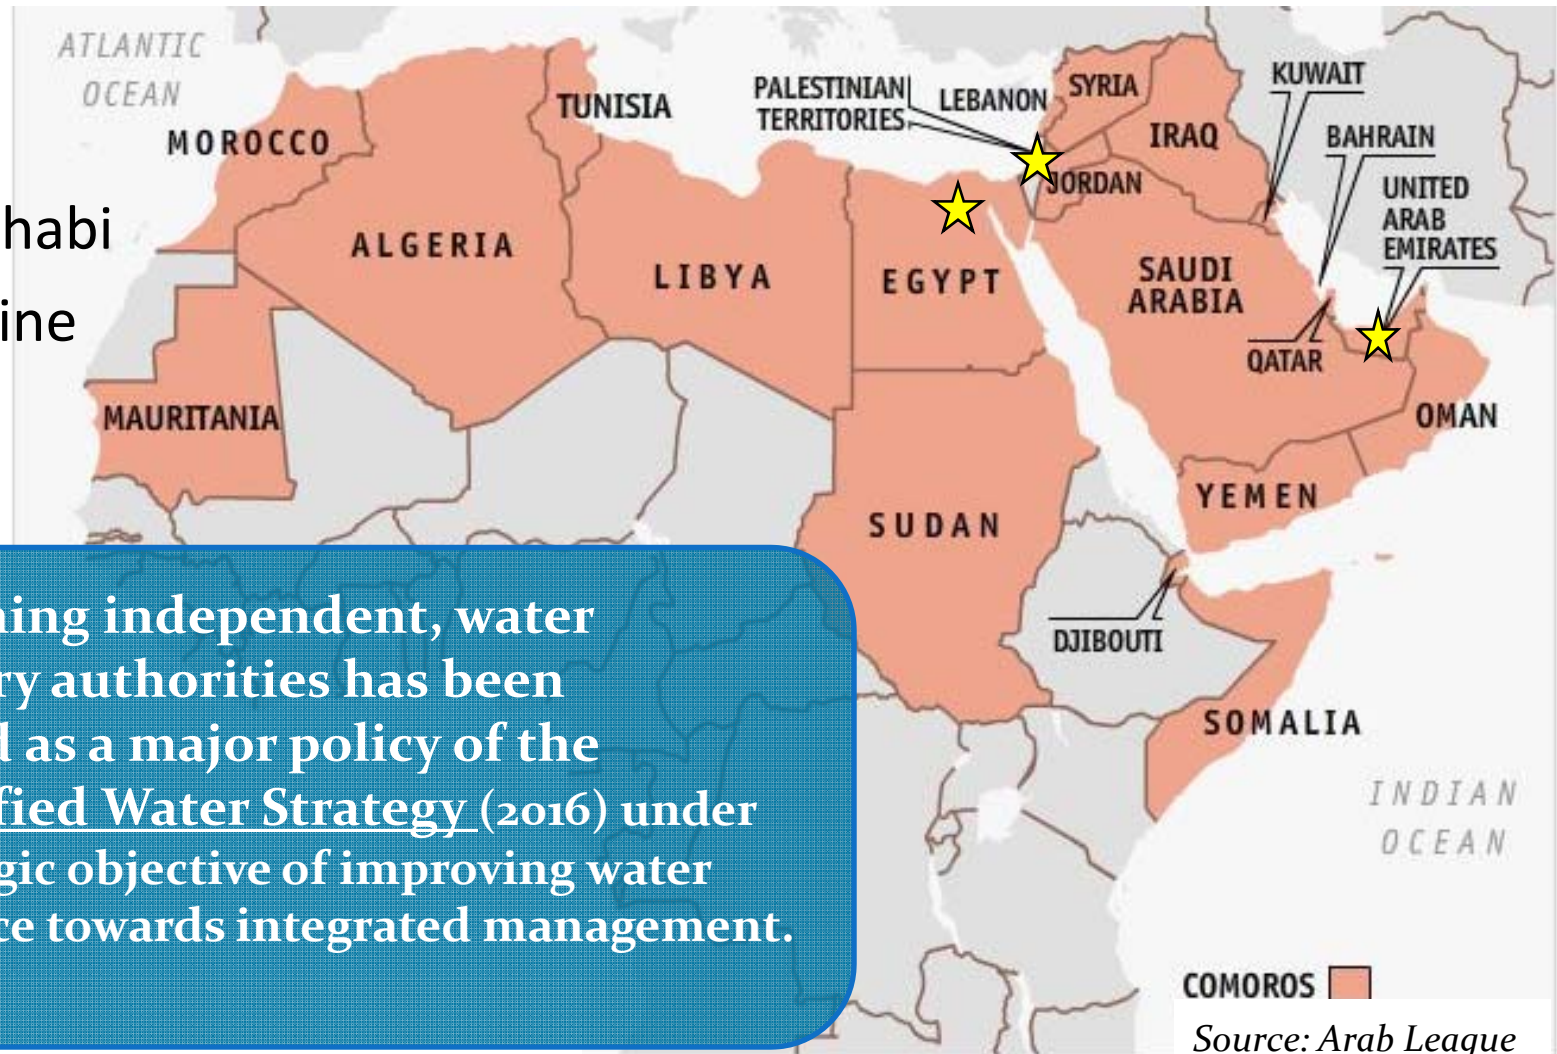 ATLANTIC
OCEAN
MOROCCO
TUNISIA
PALESTINIAN
TERRITORIES
LEBANON
SYRIA
IRAQ
KUWAIT
BAHRAIN
UNITED
ARAB
EMIRATES
JORDAN
habi
ine
ALGERIA
LIBYA
EGYPT
SAUDI
ARABIA
QATAR
OMAN
MAURITANIA
SUDAN
YEMEN
DJIBOUTI
SOMALIA
ning independent, water
ry authorities has been
d as a major policy of the
fied Water Strategy (2016) under
gic objective of improving water
ce towards integrated management.
INDIAN
OCEAN
COMOROS
Source: Arab League